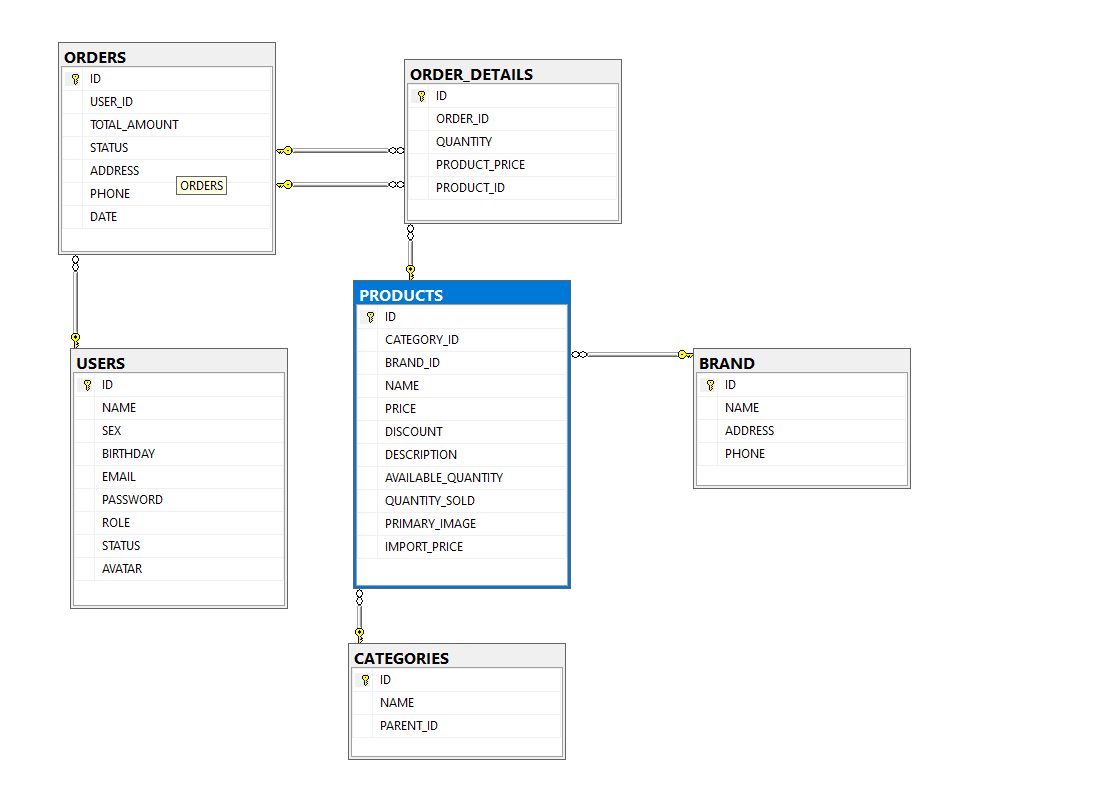 ORDERS
ID
USER_ID
TOTAL_AMOUNT
STATUS
ADDRESS
PHONE
DATE
ORDERS
ORDER_DETAILS
ID
ORDER_ID
QUANTITY
PRODUCT_PRICE
PRODUCT_ID
PRODUCTS
ID
CATEGORY_ID
BRAND_ID
NAME
PRICE
DISCOUNT
DESCRIPTION
AVAILABLE_QUANTITY
QUANTITY_SOLD
PRIMARY_IMAGE
IMPORT_PRICE
USERS
ID
NAME
SEX
BIRTHDAY
EMAIL
PASSWORD
ROLE
STATUS
AVATAR
BRAND
ID
NAME
ADDRESS
PHONE
CATEGORIES
ID
NAME
PARENT_ID